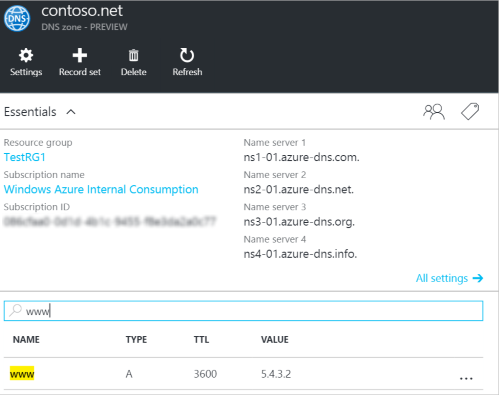 DNS
contoso.net
DNS zone - PREVIEW
Settings
Record set
Delete
Refresh
Essentials
Resource group
TestRG1
Subscription name
Windows Azure Internal Consumption
Subscription ID
Name server 1
ns1-01.azure-dns.com.
Name server 2
ns2-01.azure-dns.net.
Name server 3
ns3-01.azure-dns.org.
Name server 4
ns4-01.azure-dns.info.
All settings →
www
NAME TYPE TTL VALUE
www A 3600 5.4.3.2 ...